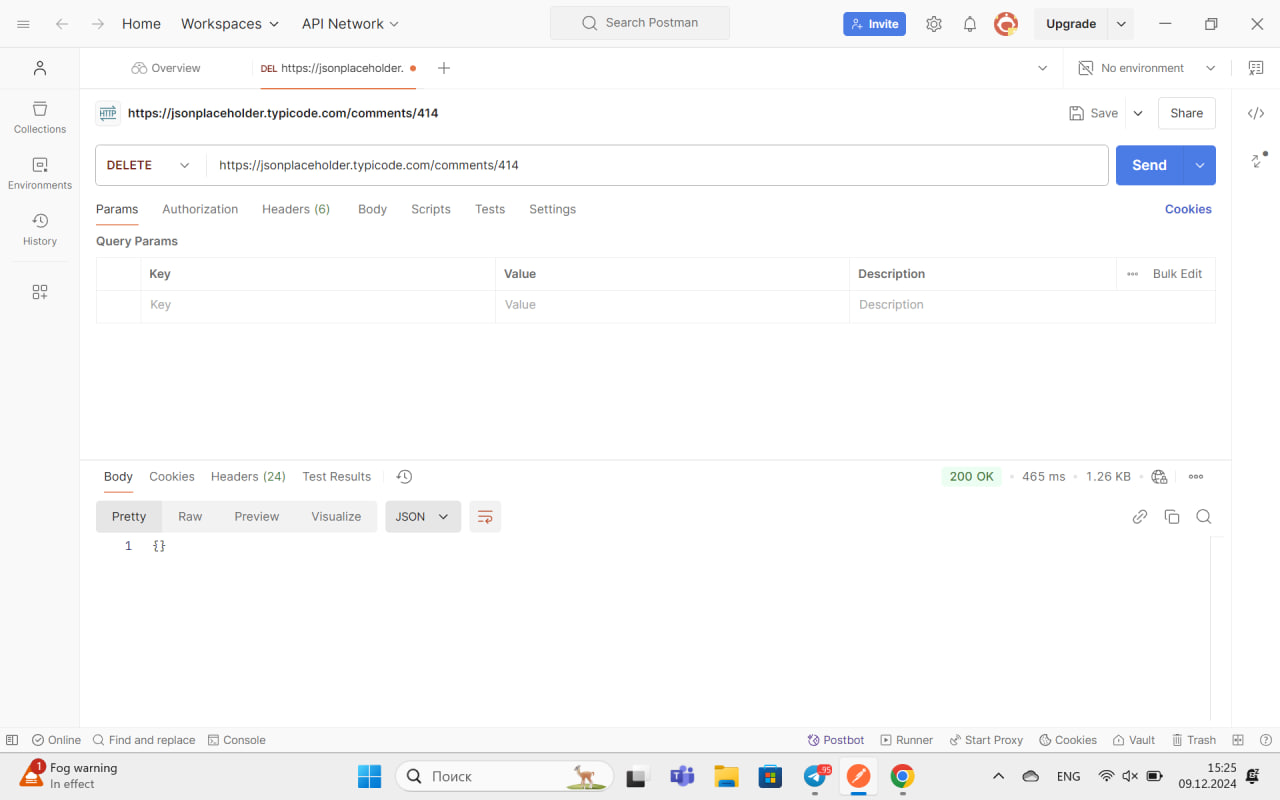 Home Workspaces API Network Search Postman Invite Upgrade
Overview DEL https://jsonplaceholder. No environment
HTTP https://jsonplaceholder.typicode.com/comments/414 Save Share
Collections
DELETE https://jsonplaceholder.typicode.com/comments/414 Send
Environments
Params Authorization Headers (6) Body Scripts Tests Settings Cookies
History
Query Params
Key Value Description Bulk Edit
Key Value Description
Body Cookies Headers (24) Test Results 200 OK 465 ms 1.26 KB
Pretty Raw Preview Visualize JSON
1 {}
Online Find and replace Console Postbot Runner Start Proxy Cookies Vault Trash
1 Fog warning
In effect
Поиск
95
ENG
15:25
09.12.2024